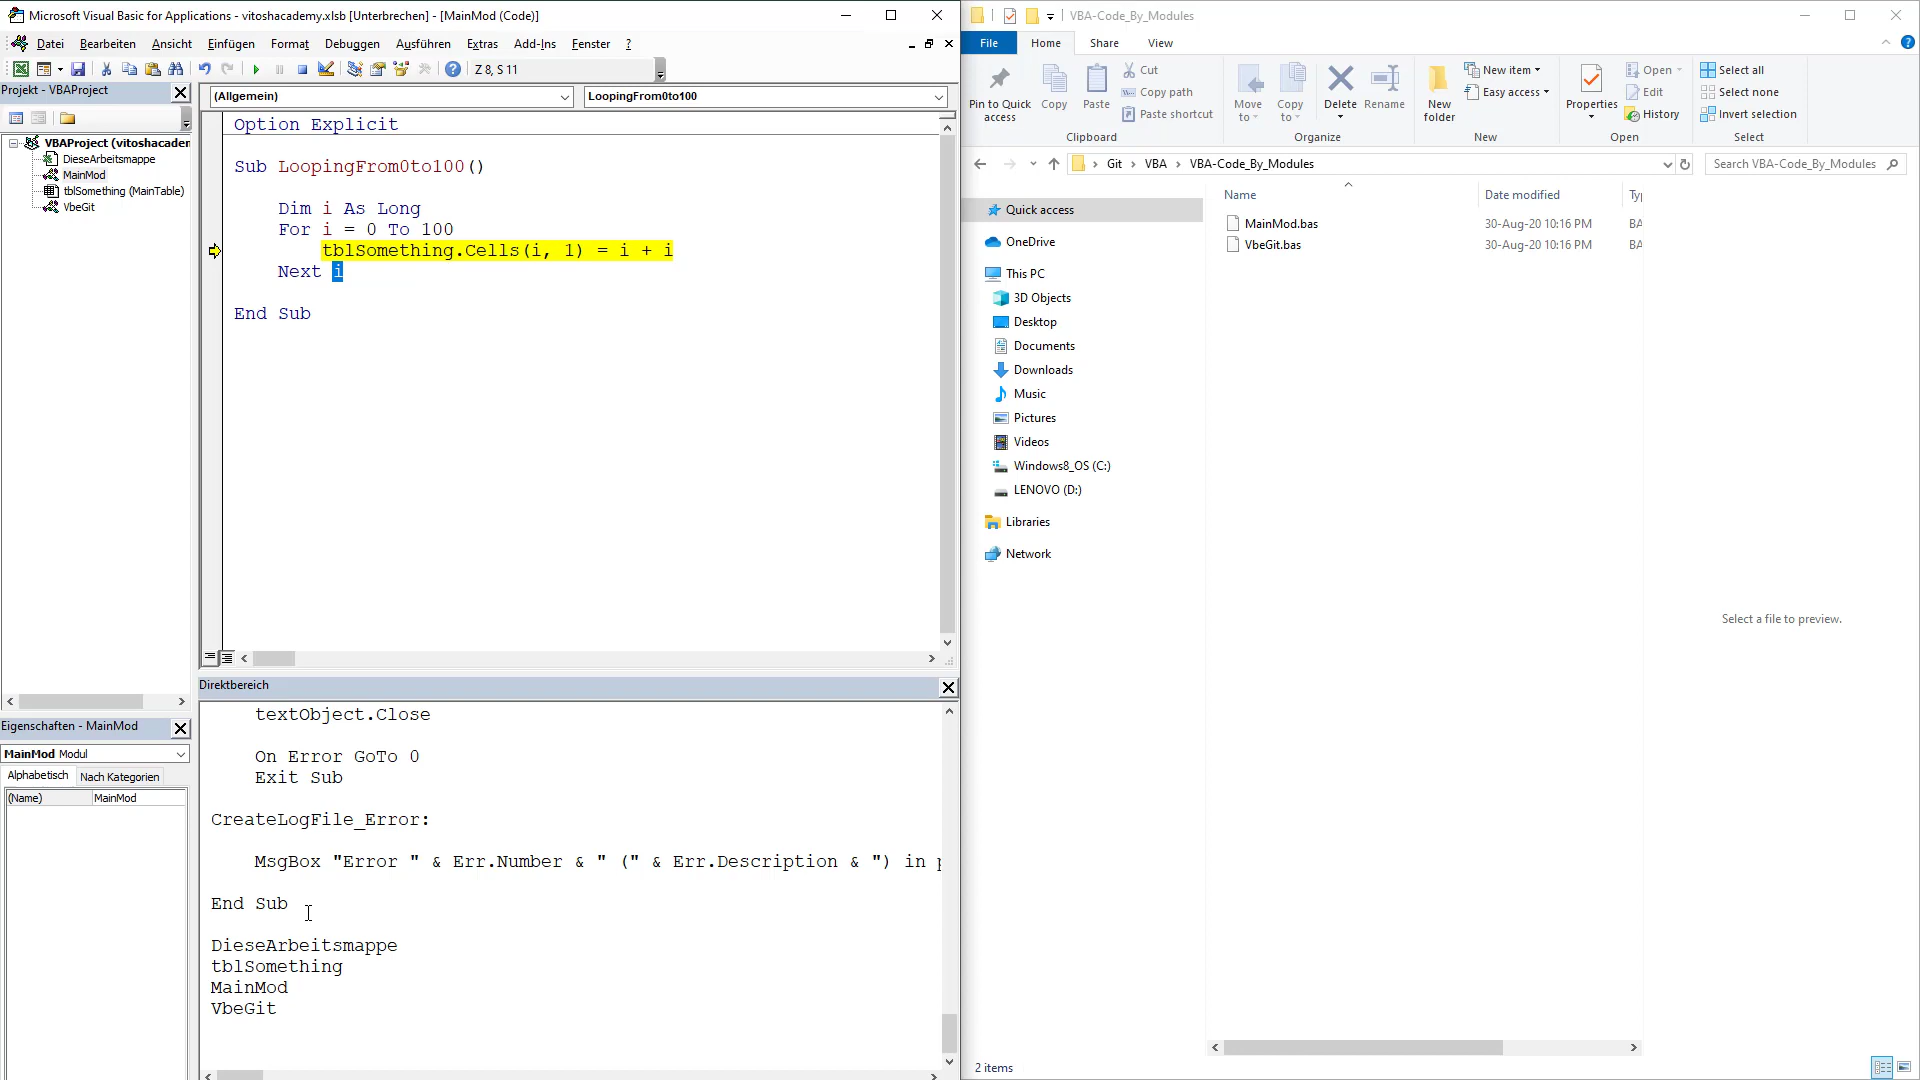 Microsoft Visual Basic for Applications - vitoshacademy.xlsb [Unterbrechen] - [MainMod (Code)]
Datei Bearbeiten Ansicht Einfügen Format Debuggen Ausführen Extras Add-Ins Fenster ?
Z 8, S 11
Projekt - VBAProject
VBAProject (vitoshacaden
DieseArbeitsmappe
MainMod
tblSomething (MainTable)
VbeGit
Eigenschaften - MainMod
MainMod Modul
Alphabetisch Nach Kategorien
(Name) MainMod
(Allgemein) LoopingFrom0to100
Option Explicit
Sub LoopingFrom0to100()
Dim i As Long
For i = 0 To 100
tblSomething.Cells(i, 1) = i + i
Next i
End Sub
Direktbereich
textObject.Close
On Error GoTo 0
Exit Sub
CreateLogFile_Error:
MsgBox "Error " & Err.Number & " (" & Err.Description & ") in p
End Sub
DieseArbeitsmappe
tblSomething
MainMod
VbeGit
VBA-Code_By_Modules
File Home Share View
Pin to Quick access
Copy
Paste
Cut
Copy path
Paste shortcut
Clipboard
Move to
Copy to
Delete
Rename
Organize
New folder
New item
Easy access
New
Properties
Open
Edit
History
Open
Select all
Select none
Invert selection
Select
Git VBA VBA-Code_By_Modules
Search VBA-Code_By_Modules
Quick access
OneDrive
This PC
3D Objects
Desktop
Documents
Downloads
Music
Pictures
Videos
Windows8_OS (C:)
LENOVO (D:)
Libraries
Network
Name Date modified Ty
MainMod.bas 30-Aug-20 10:16 PM BA
VbeGit.bas 30-Aug-20 10:16 PM BA
Select a file to preview.
2 items